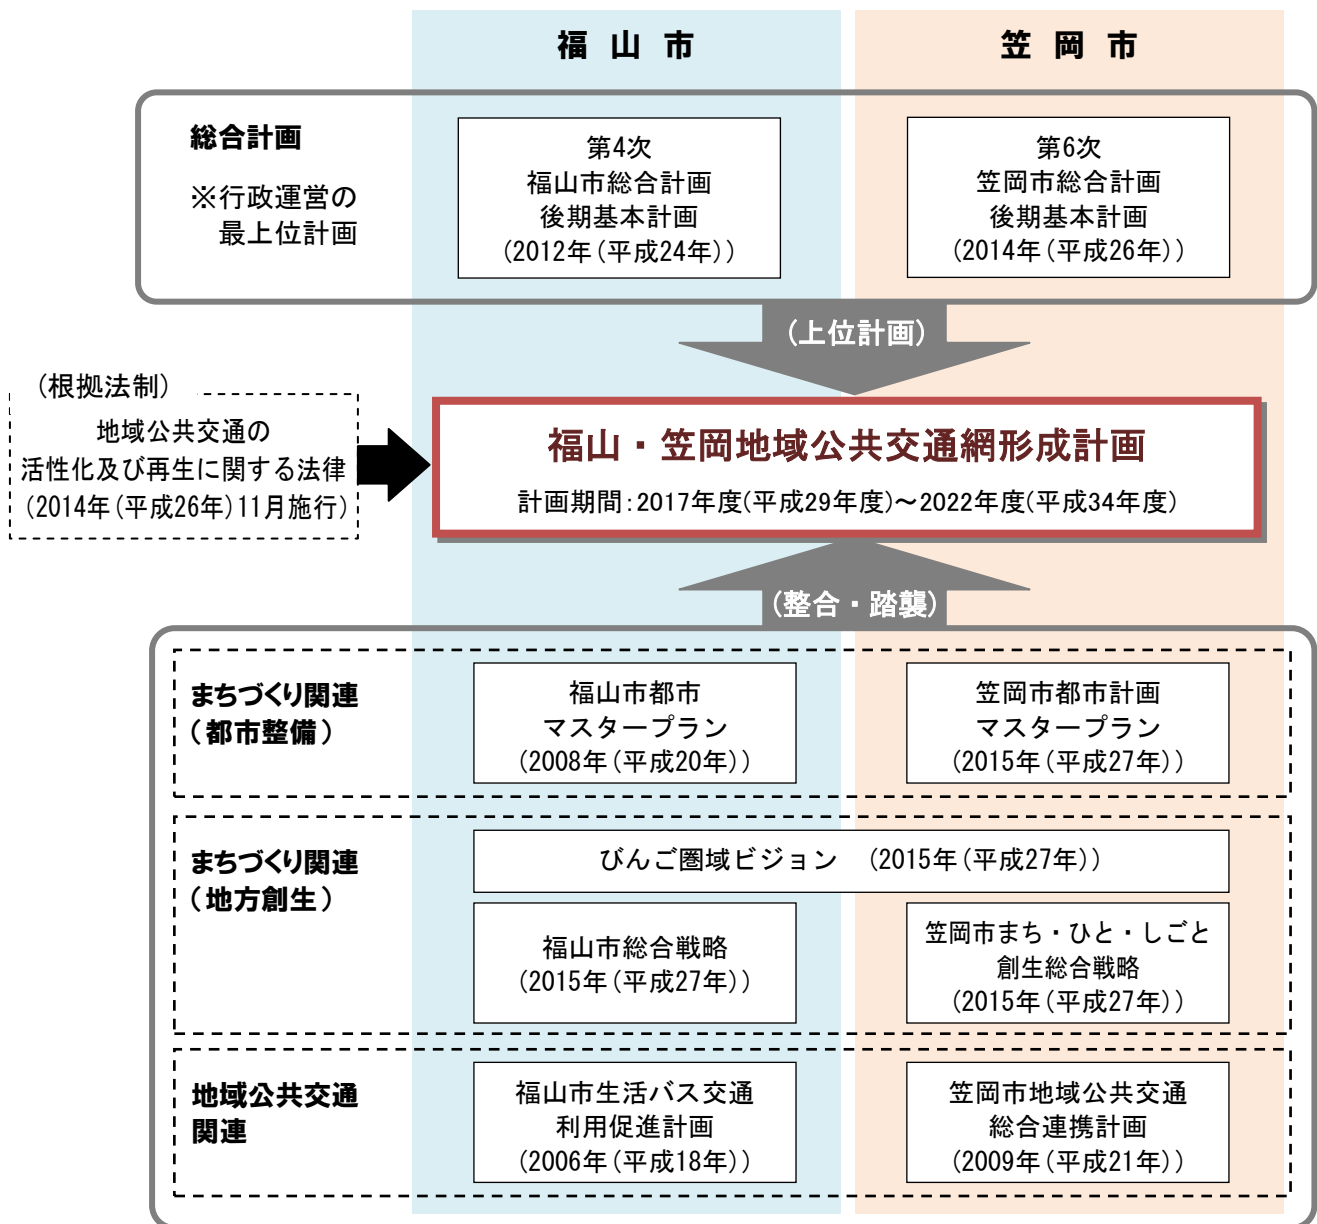 福山市
笠岡市
総合計画
※行政運営の
最上位計画
第4次
福山市総合計画
後期基本計画
(2012年(平成24年))
第6次
笠岡市総合計画
後期基本計画
(2014年(平成26年))
(上位計画)
(根拠法制)
地域公共交通の
活性化及び再生に関する法律
(2014年(平成26年)11月施行)
福山・笠岡地域公共交通網形成計画
計画期間:2017年度(平成29年度)～2022年度(平成34年度)
(整合・踏襲)
まちづくり関連
(都市整備)
福山市都市
マスタープラン
(2008年(平成20年))
笠岡市都市計画
マスタープラン
(2015年(平成27年))
まちづくり関連
(地方創生)
びんご圏域ビジョン (2015年(平成27年))
福山市総合戦略
(2015年(平成27年))
笠岡市まち・ひと・しごと
創生総合戦略
(2015年(平成27年))
地域公共交通
関連
福山市生活バス交通
利用促進計画
(2006年(平成18年))
笠岡市地域公共交通
総合連携計画
(2009年(平成21年))